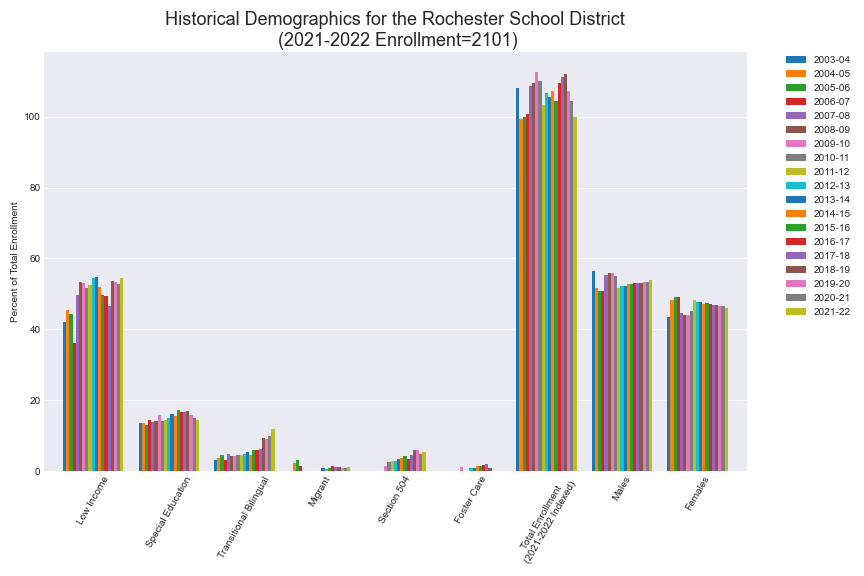 Historical Demographics for the Rochester School District
(2021-2022 Enrollment=2101)
Percent of Total Enrollment
100
80
60
40
20
0
Low Income
Special Education
Transitional Bilingual
Migrant
Section 504
Foster Care
Total Enrollment
(2021-2022 Indexed)
Males
Females
2003-04
2004-05
2005-06
2006-07
2007-08
2008-09
2009-10
2010-11
2011-12
2012-13
2013-14
2014-15
2015-16
2016-17
2017-18
2018-19
2019-20
2020-21
2021-22